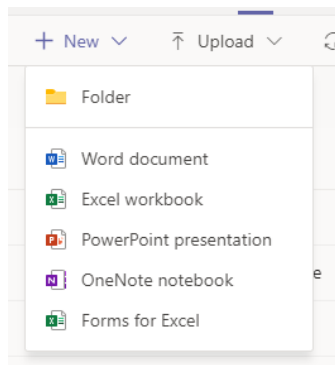 New
Upload
Folder
Word document
Excel workbook
PowerPoint presentation
OneNote notebook
e
Forms for Excel